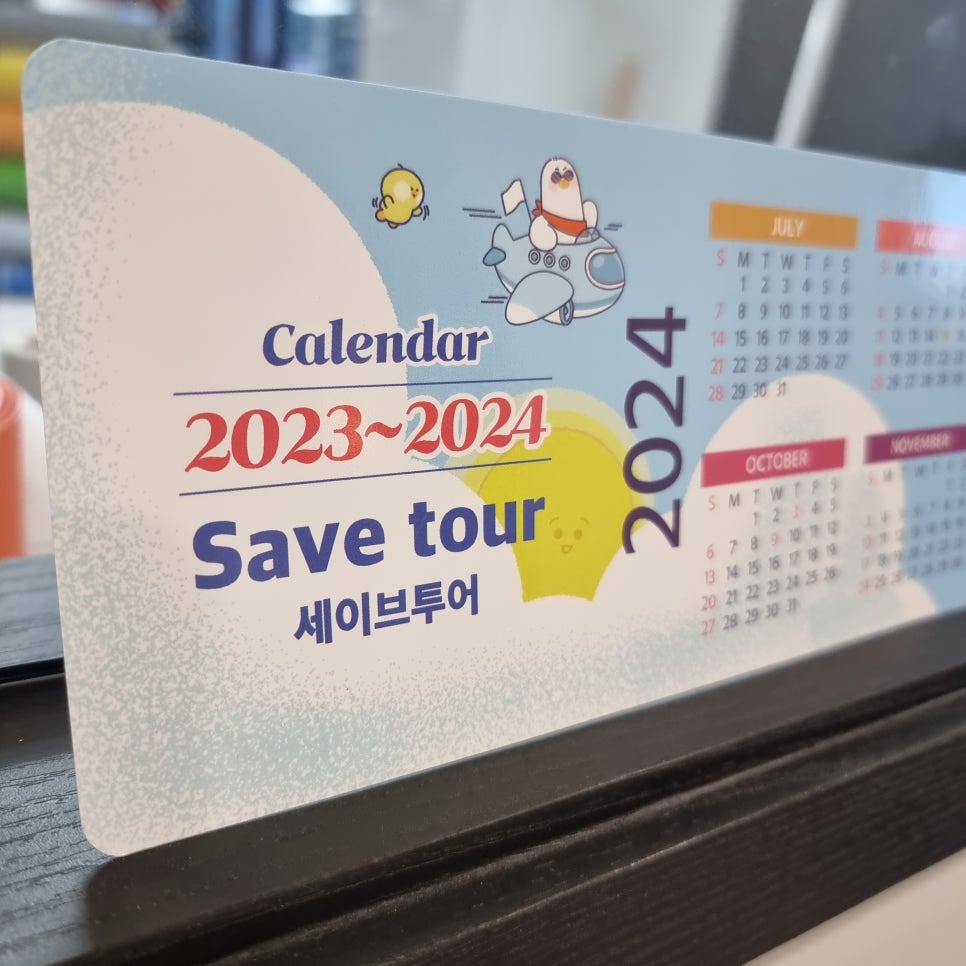 Calendar
2023~2024
Save tour
세이브투어
2024
JULY
S M T W T F S
1 2 3 4 5 6
7 8 9 10 11 12 13
14 15 16 17 18 19 20
21 22 23 24 25 26 27
28 29 30 31
OCTOBER
S M T W T F S
1 2 3 4 5
6 7 8 9 10 11 12
13 14 15 16 17 18 19
20 21 22 23 24 25 26
27 28 29 30 31
NOVEMBER